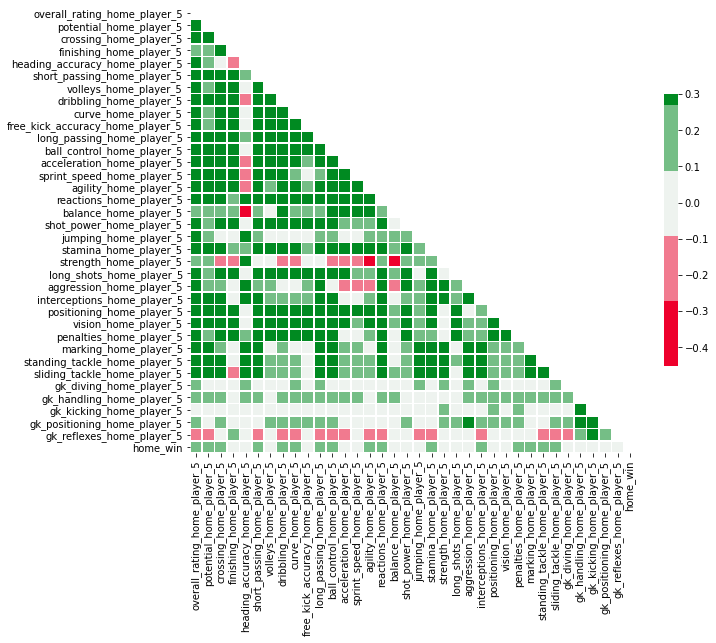 overall_rating_home_player_5
potential_home_player_5
crossing_home_player_5
finishing_home_player_5
heading_accuracy_home_player_5
short_passing_home_player_5
volleys_home_player_5
dribbling_home_player_5
curve_home_player_5
free_kick_accuracy_home_player_5
long_passing_home_player_5
ball_control_home_player_5
acceleration_home_player_5
sprint_speed_home_player_5
agility_home_player_5
reactions_home_player_5
balance_home_player_5
shot_power_home_player_5
jumping_home_player_5
stamina_home_player_5
strength_home_player_5
long_shots_home_player_5
aggression_home_player_5
interceptions_home_player_5
positioning_home_player_5
vision_home_player_5
penalties_home_player_5
marking_home_player_5
standing_tackle_home_player_5
sliding_tackle_home_player_5
gk_diving_home_player_5
gk_handling_home_player_5
gk_kicking_home_player_5
gk_positioning_home_player_5
gk_reflexes_home_player_5
home_win
overall_rating_home_player_5
potential_home_player_5
crossing_home_player_5
finishing_home_player_5
heading_accuracy_home_player_5
short_passing_home_player_5
volleys_home_player_5
dribbling_home_player_5
curve_home_player_5
free_kick_accuracy_home_player_5
long_passing_home_player_5
ball_control_home_player_5
acceleration_home_player_5
sprint_speed_home_player_5
agility_home_player_5
reactions_home_player_5
balance_home_player_5
shot_power_home_player_5
jumping_home_player_5
stamina_home_player_5
strength_home_player_5
long_shots_home_player_5
aggression_home_player_5
interceptions_home_player_5
positioning_home_player_5
vision_home_player_5
penalties_home_player_5
marking_home_player_5
standing_tackle_home_player_5
sliding_tackle_home_player_5
gk_diving_home_player_5
gk_handling_home_player_5
gk_kicking_home_player_5
gk_positioning_home_player_5
gk_reflexes_home_player_5
home_win
0.3
0.2
0.1
0.0
−0.1
−0.2
−0.3
−0.4